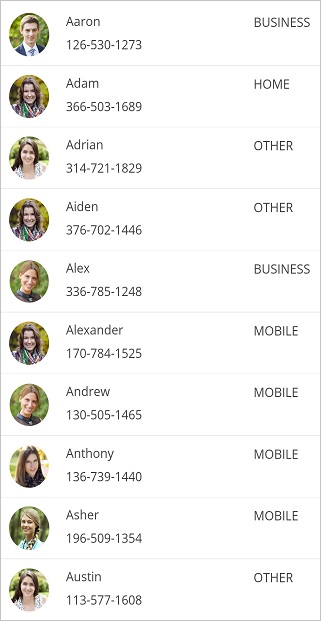 Aaron BUSINESS
126-530-1273
Adam HOME
366-503-1689
Adrian OTHER
314-721-1829
Aiden OTHER
376-702-1446
Alex BUSINESS
336-785-1248
Alexander MOBILE
170-784-1525
Andrew MOBILE
130-505-1465
Anthony MOBILE
136-739-1440
Asher MOBILE
196-509-1354
Austin OTHER
113-577-1608